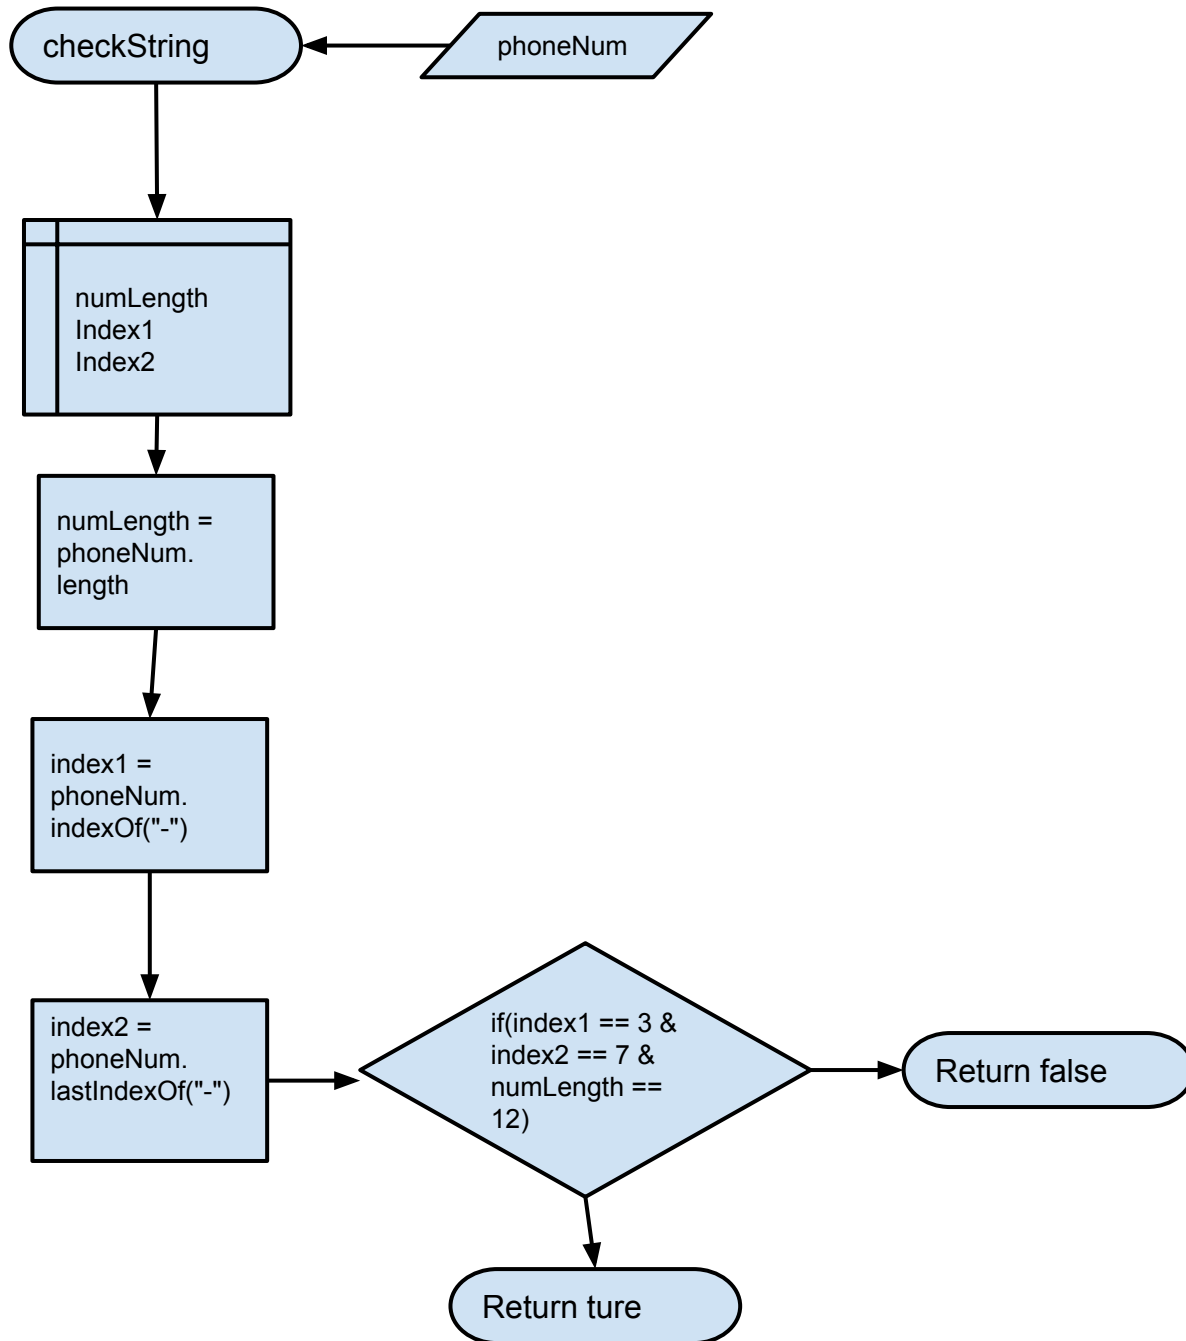 checkString
phoneNum
numLength
Index1
Index2
numLength =
phoneNum.
length
index1 =
phoneNum.
indexOf("-")
index2 =
phoneNum.
lastIndexOf("-")
if(index1 == 3 &
index2 == 7 &
numLength ==
12)
Return false
Return ture